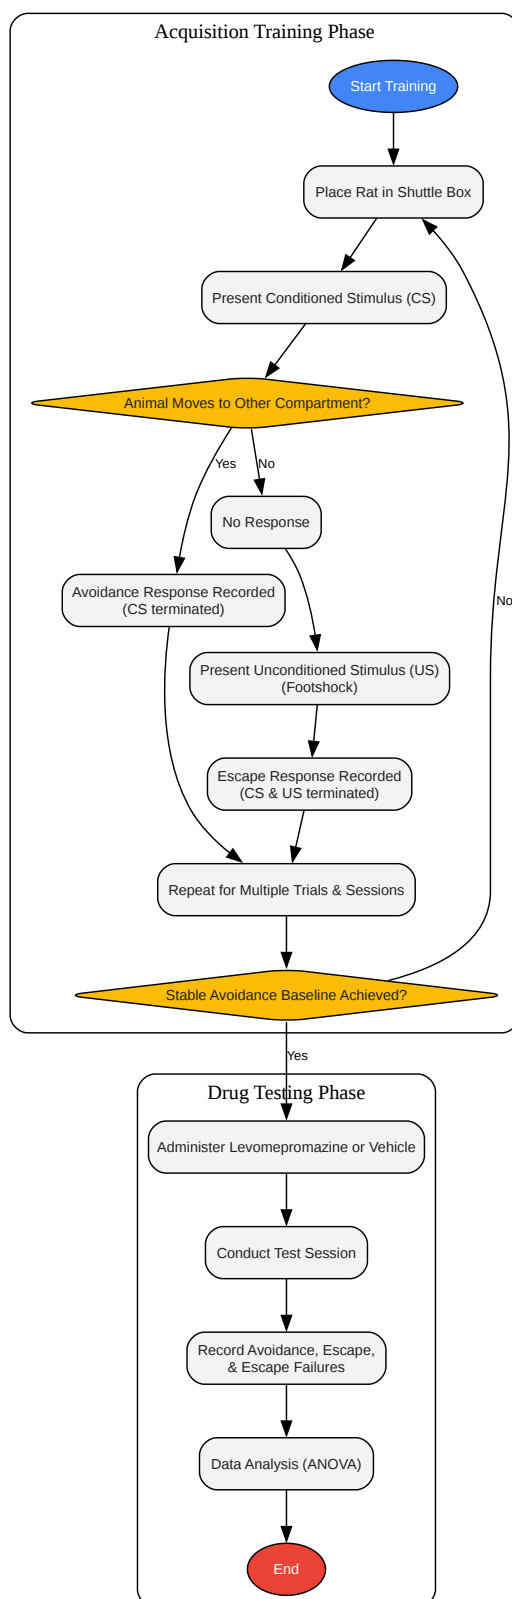 Acquisition Training Phase
Start Training
Place Rat in Shuttle Box
Present Conditioned Stimulus (CS)
Animal Moves to Other Compartment?
Yes
No
No Response
Avoidance Response Recorded
(CS terminated)
No
Present Unconditioned Stimulus (US)
(Footshock)
Escape Response Recorded
(CS & US terminated)
Repeat for Multiple Trials & Sessions
Stable Avoidance Baseline Achieved?
Yes
Drug Testing Phase
Administer Levomepromazine or Vehicle
Conduct Test Session
Record Avoidance, Escape,
& Escape Failures
Data Analysis (ANOVA)
End